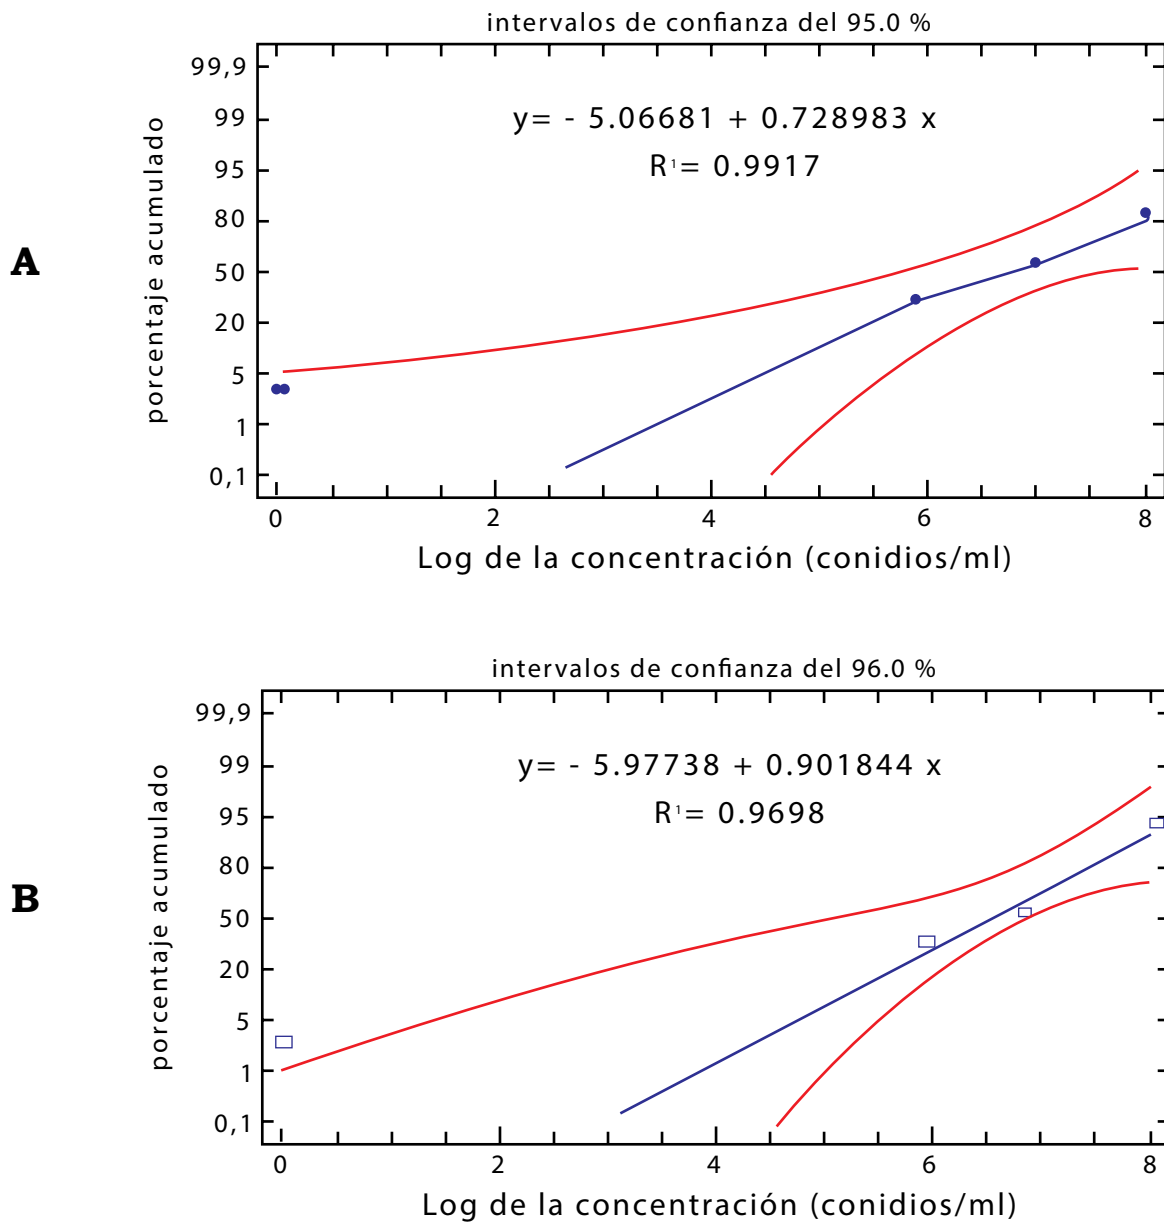 intervalos de confianza del 95.0 %
y= - 5.06681 + 0.728983 x
R¹= 0.9917
A
porcentaje acumulado
99,9
99
95
80
50
20
5
1
0,1
0 2 4 6 8
Log de la concentración (conidios/ml)
intervalos de confianza del 96.0 %
y= - 5.97738 + 0.901844 x
R¹= 0.9698
B
porcentaje acumulado
99,9
99
95
80
50
20
5
1
0,1
0 2 4 6 8
Log de la concentración (conidios/ml)